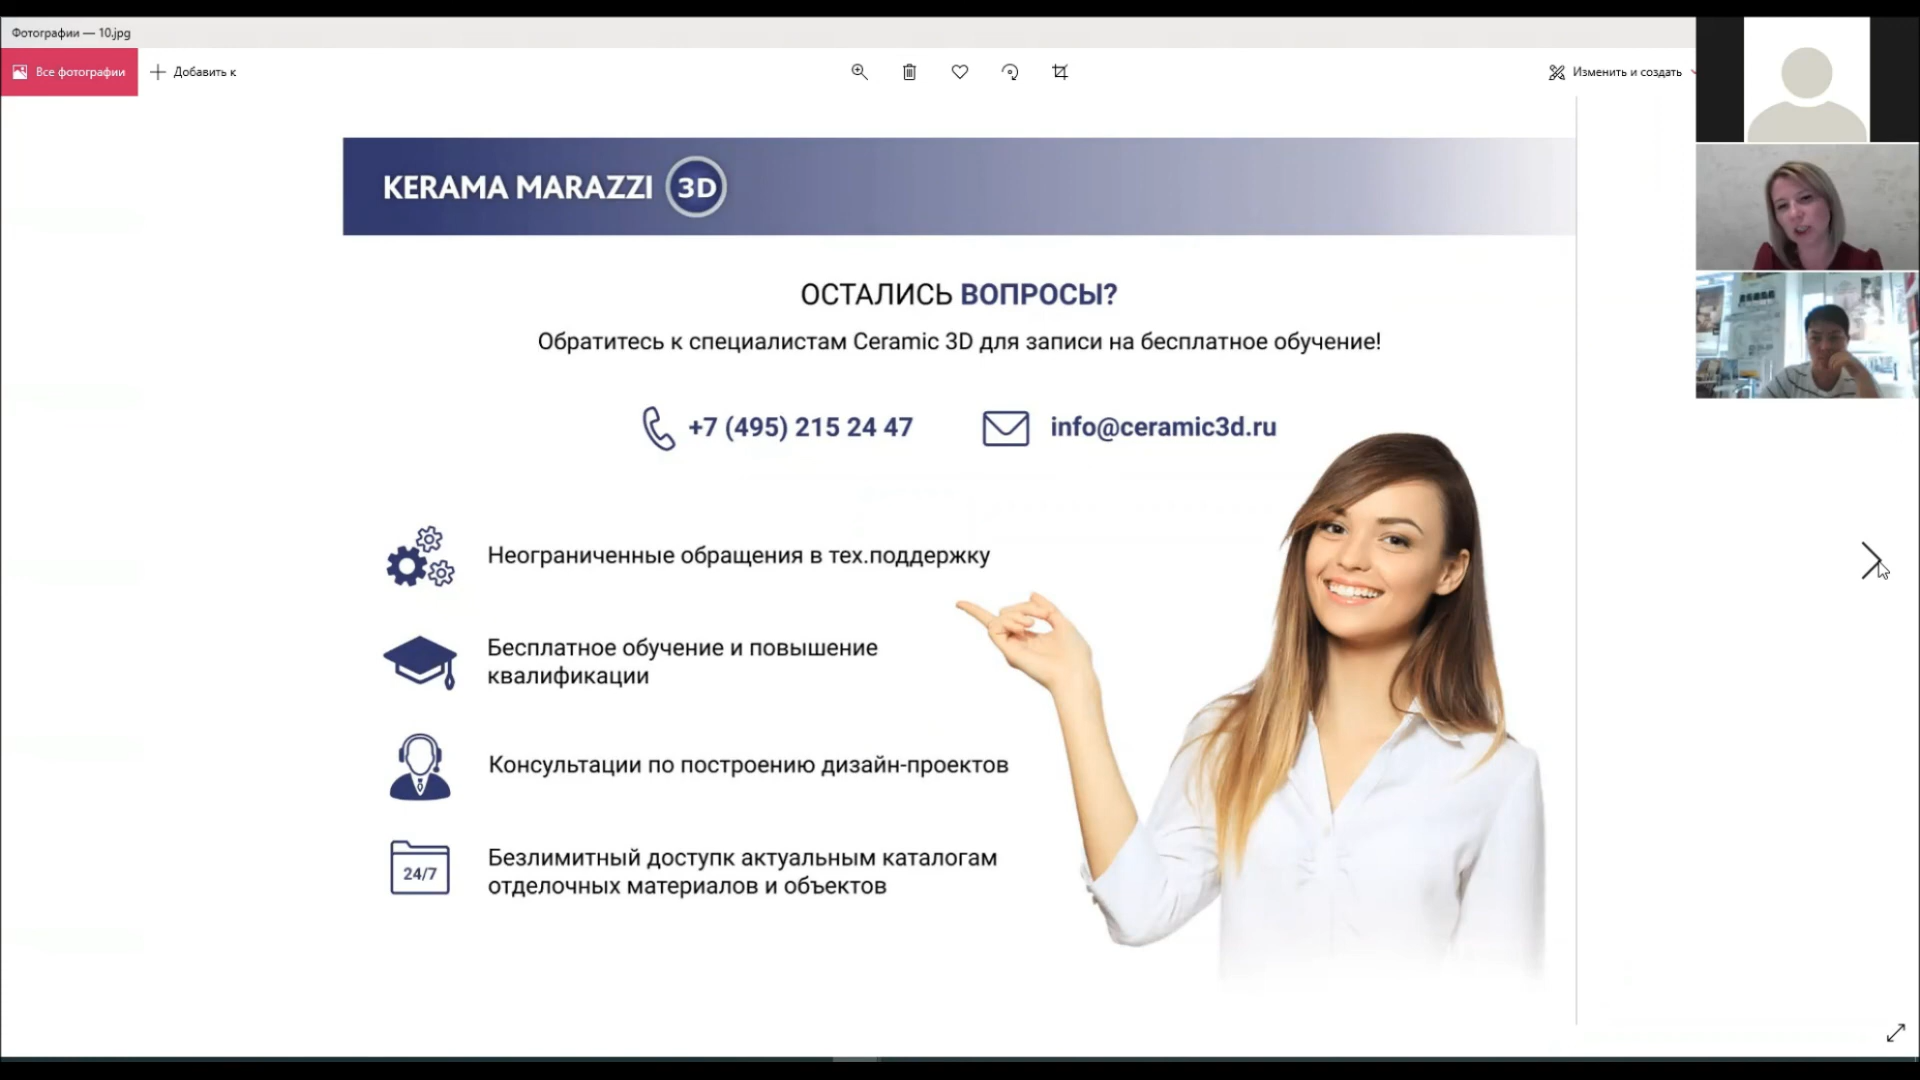 Фотографии — 10.jpg
Все фотографии
Добавить к
Изменить и создать
KERAMA MARAZZI 3D
ОСТАЛИСЬ ВОПРОСЫ?
Обратитесь к специалистам Ceramic 3D для записи на бесплатное обучение!
+7 (495) 215 24 47
info@ceramic3d.ru
Неограниченные обращения в тех.поддержку
Бесплатное обучение и повышение
квалификации
Консультации по построению дизайн-проектов
24/7
Безлимитный доступк актуальным каталогам
отделочных материалов и объектов